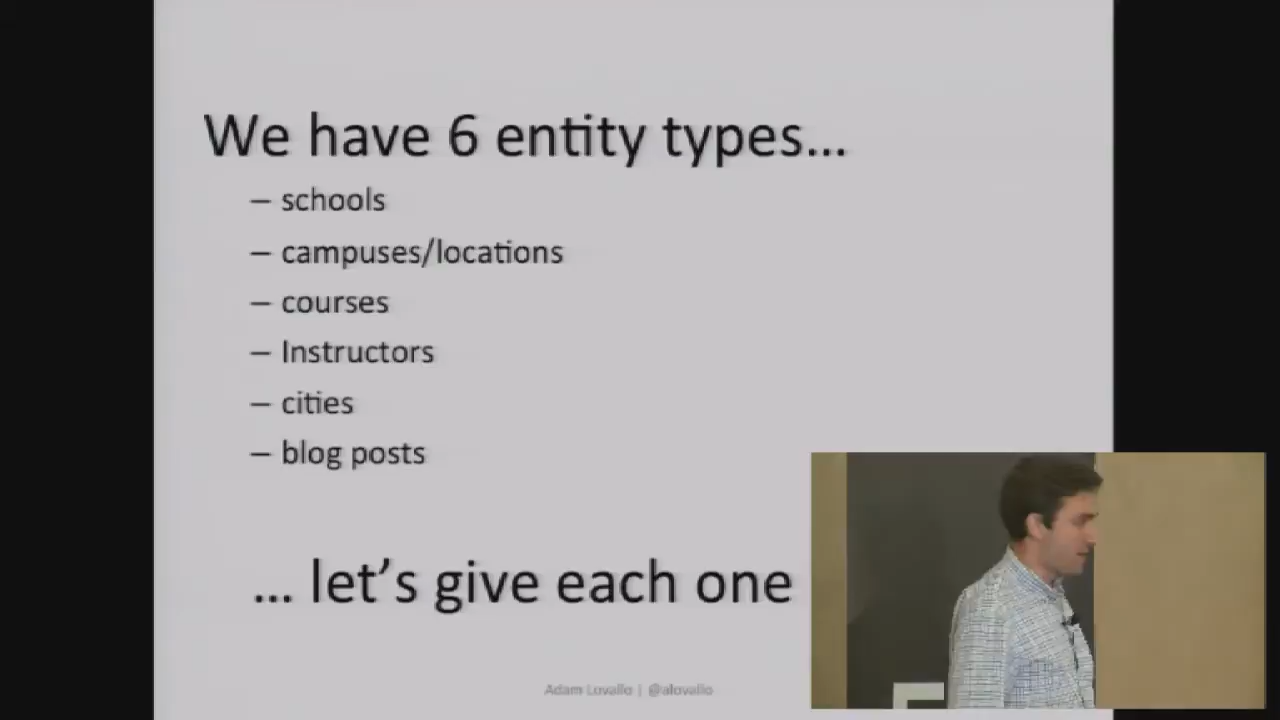 We have 6 entity types...
– schools
– campuses/locations
– courses
– Instructors
– cities
– blog posts
... let's give each one
Adam Lovallo | @alovallo